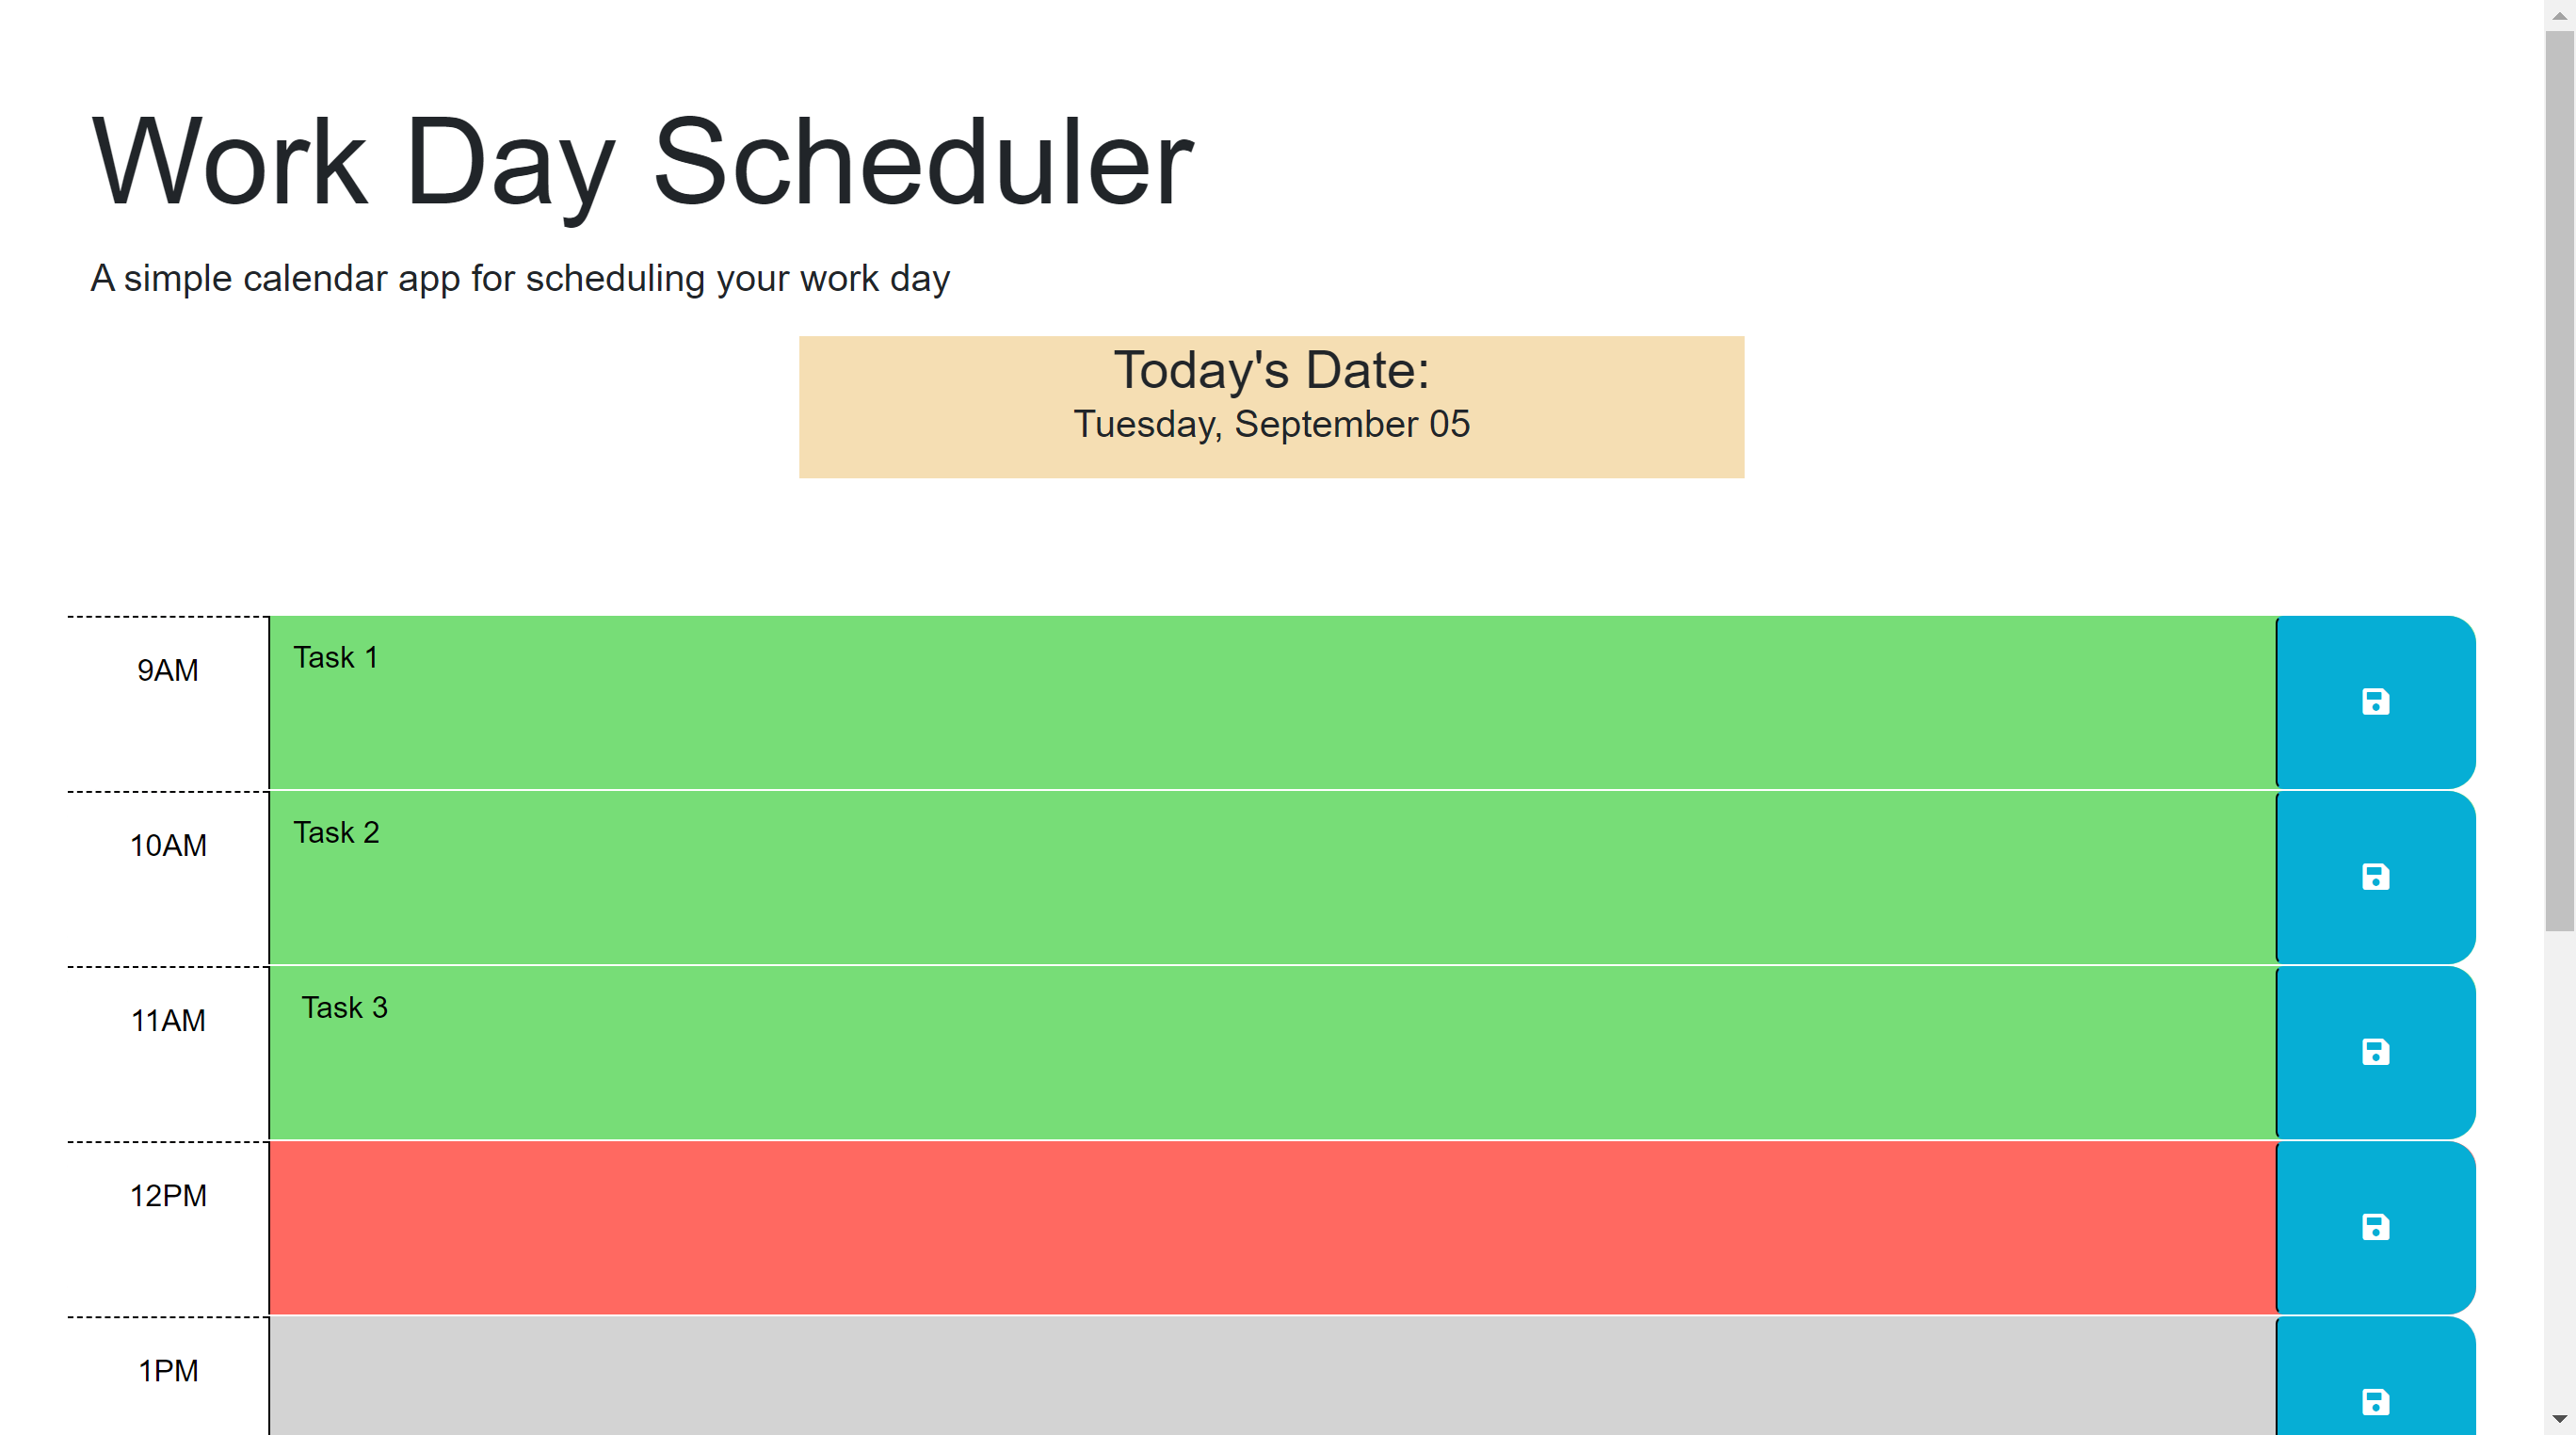 Work Day Scheduler
A simple calendar app for scheduling your work day
Today's Date:
Tuesday, September 05
9AM
Task 1
10AM
Task 2
11AM
Task 3
12PM
1PM